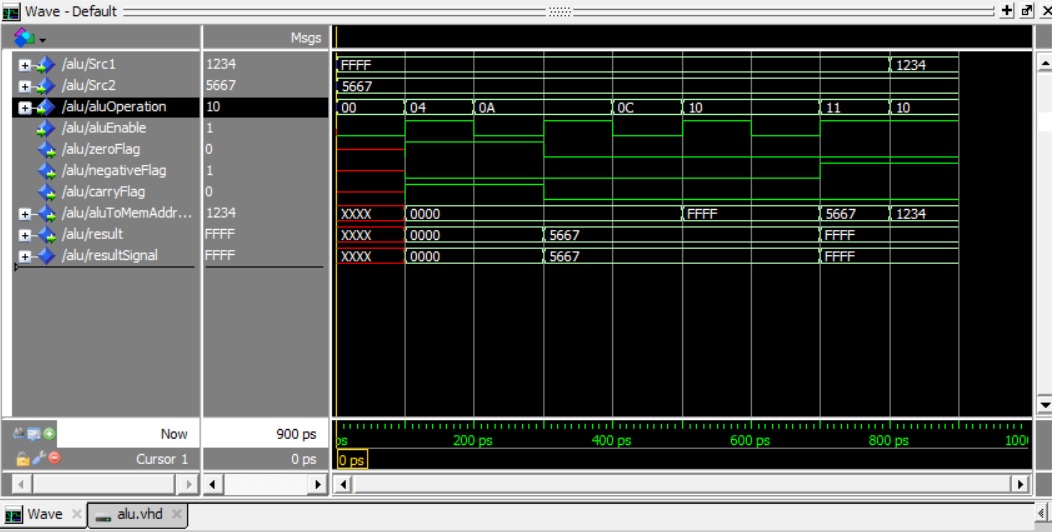 Wave - Default
Msgs
/alu/Src1 1234 FFFF 1234
/alu/Src2 5667 5667
/alu/aluOperation 10 00 04 0A 0C 10 11 10
/alu/aluEnable 1
/alu/zeroFlag 0
/alu/negativeFlag 1
/alu/carryFlag 0
/alu/aluToMemAddr... 1234 XXXX 0000 FFFF 5667 1234
/alu/result FFFF XXXX 0000 5667 FFFF
/alu/resultSignal FFFF XXXX 0000 5667 FFFF
Now 900 ps ps 200 ps 400 ps 600 ps 800 ps 100
Cursor 1 0 ps 0 ps
Wave alu.vhd